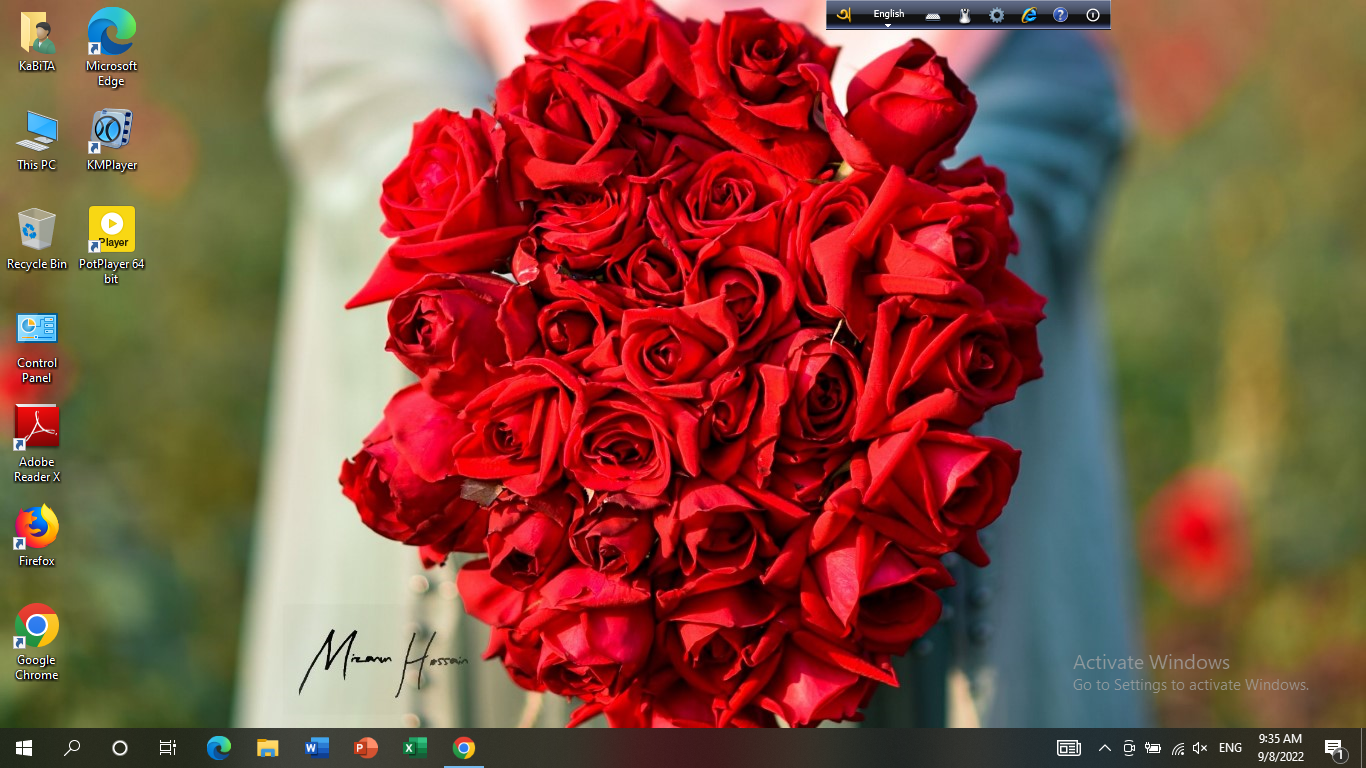 অ English
KaBiTA
Microsoft
Edge
This PC
KMPlayer
Recycle Bin
Player
PotPlayer 64
bit
Control
Panel
Adobe
Reader X
Firefox
Google
Chrome
Mizanur Hossain
Activate Windows
Go to Settings to activate Windows.
W
P
X
ENG
9:35 AM
9/8/2022
1